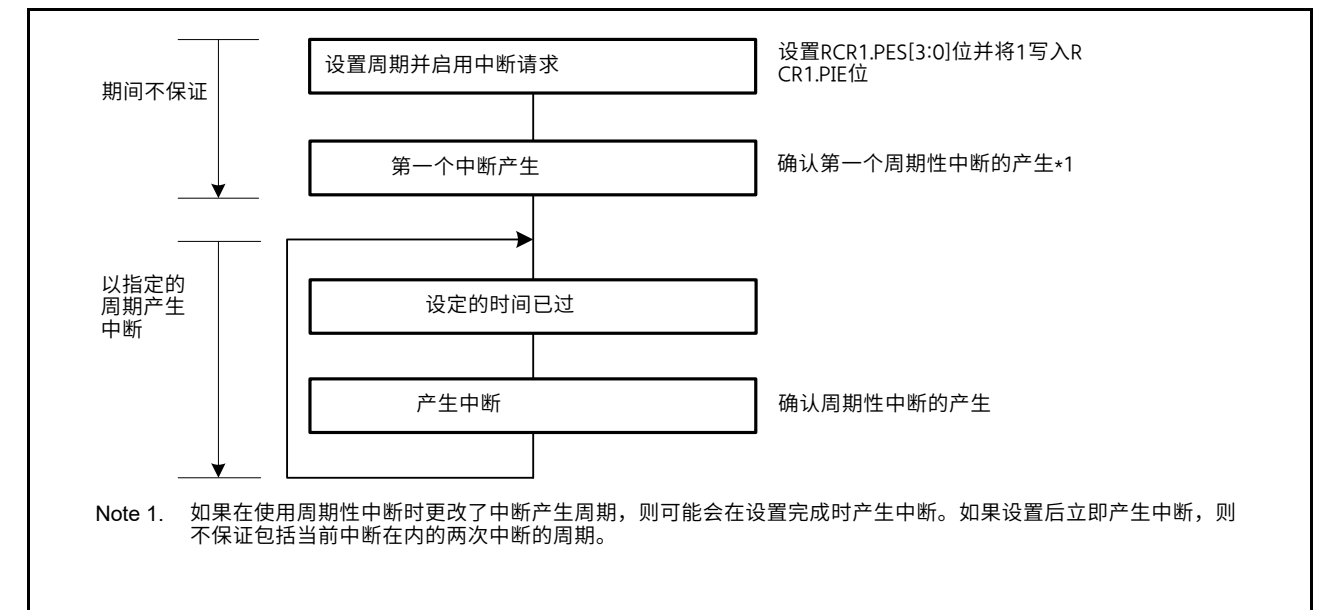 设置周期并启用中断请求
设置RCR1.PES[3:0]位并将1写入R
CR1.PIE位
期间不保证
第一个中断产生
确认第一个周期性中断的产生*1
以指定的
周期产生
中断
设定的时间已过
产生中断
确认周期性中断的产生
Note 1. 如果在使用周期性中断时更改了中断产生周期，则可能会在设置完成时产生中断。如果设置后立即产生中断，则
不保证包括当前中断在内的两次中断的周期。